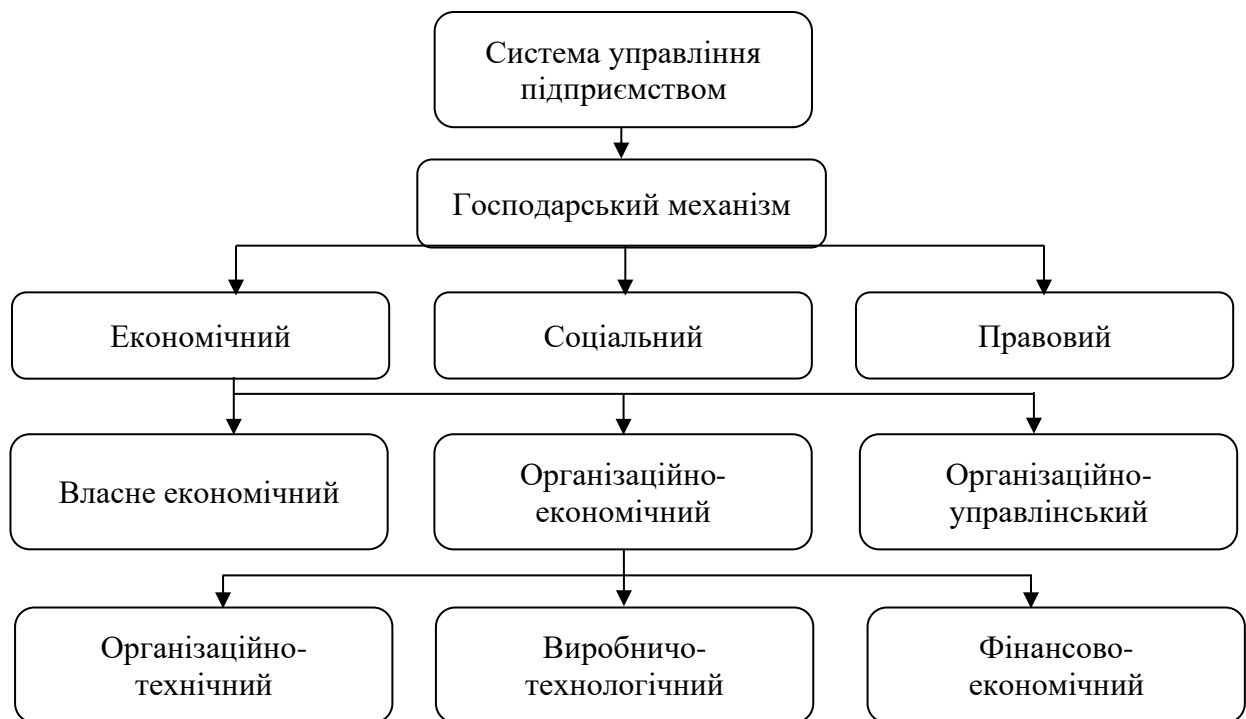 Система управління
підприємством
Господарський механізм
Економічний
Соціальний
Правовий
Власне економічний
Організаційно-
економічний
Організаційно-
управлінський
Організаційно-
технічний
Виробничо-
технологічний
Фінансово-
економічний